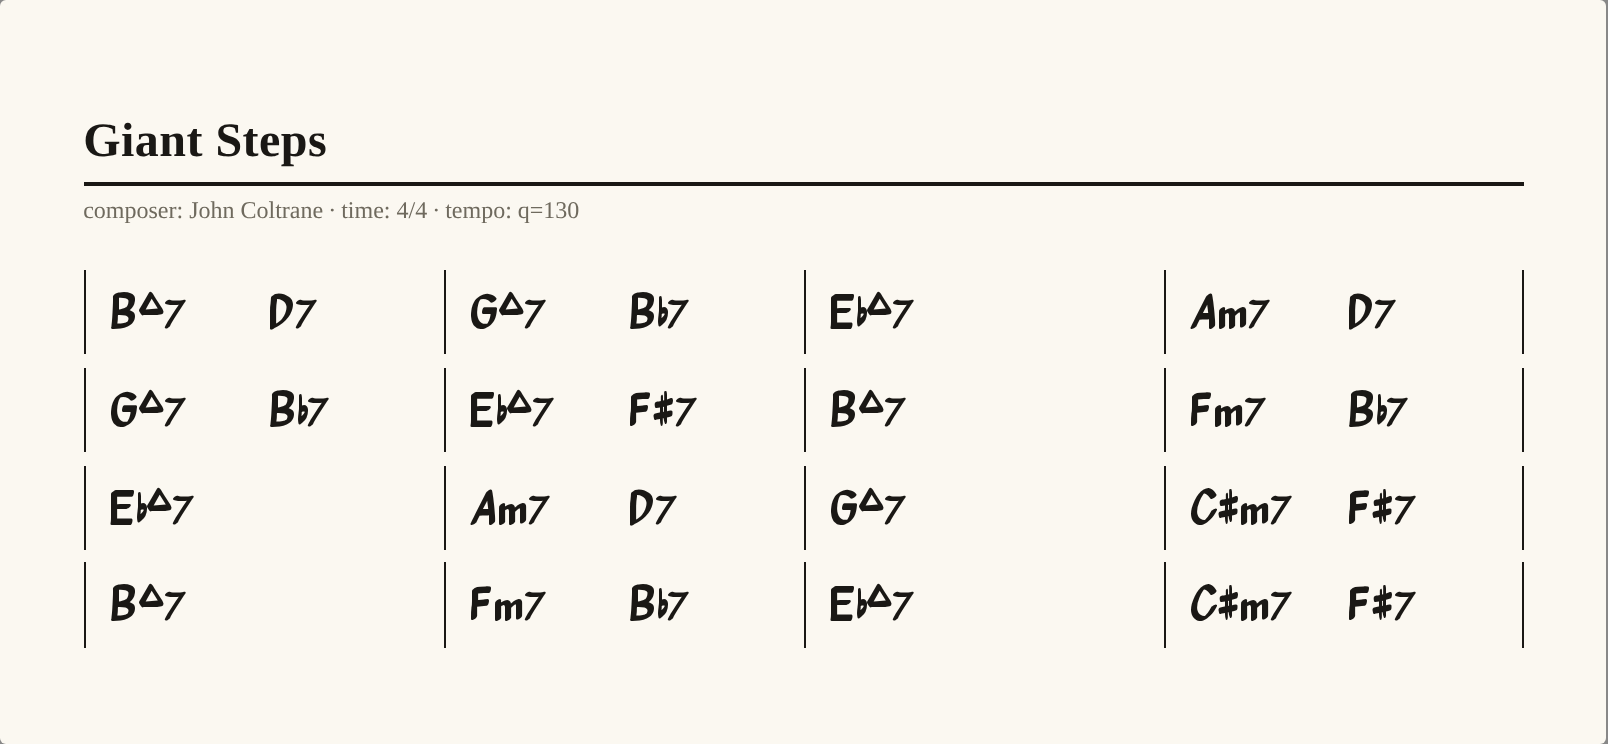 Giant Steps
composer: John Coltrane · time: 4/4 · tempo: q=130
B△7 D7 G△7 B♭7 E♭△7 Am7 D7
G△7 B♭7 E♭△7 F♯7 B△7 Fm7 B♭7
E♭△7 Am7 D7 G△7 C♯m7 F♯7
B△7 Fm7 B♭7 E♭△7 C♯m7 F♯7